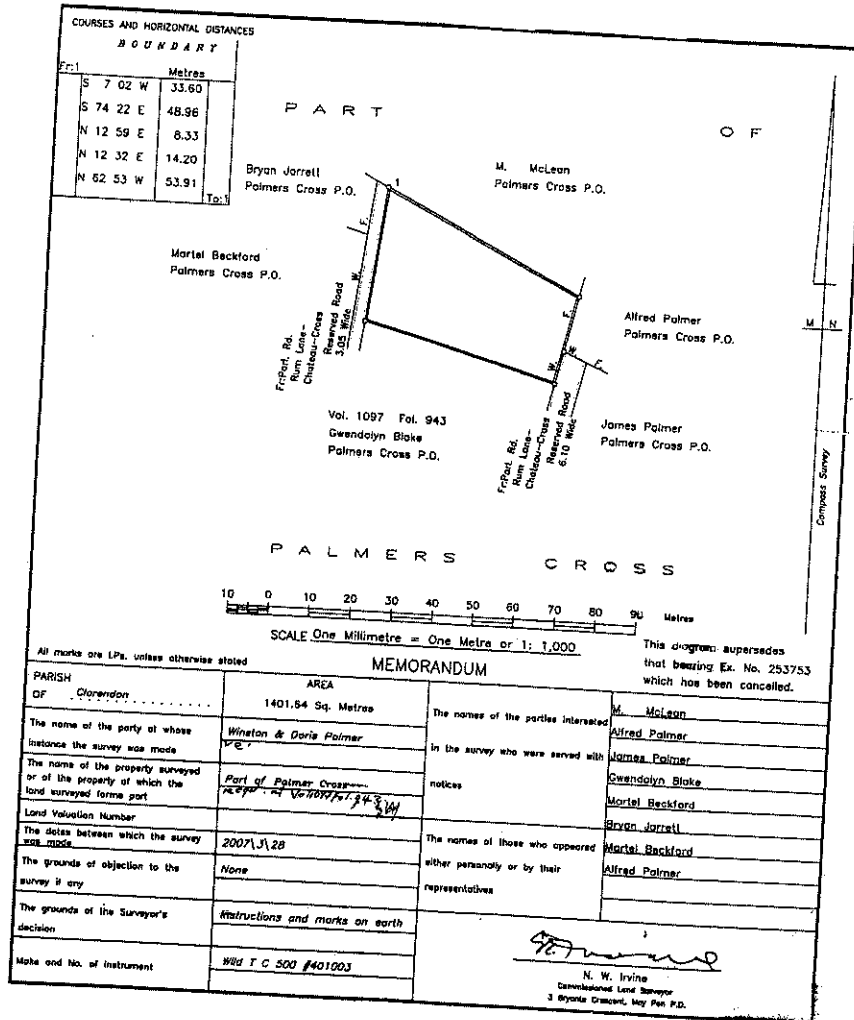 COURSES AND HORIZONTAL DISTANCES
BOUNDARY
Fr:1 Metres
S 7 02 W 33.60
S 74 22 E 48.96
N 12 59 E 8.33
N 12 32 E 14.20
N 62 53 W 53.91
To:1
PART OF
Bryan Jarrett
Palmers Cross P.O.
1
M. McLean
Palmers Cross P.O.
Martel Beckford
Palmers Cross P.O.
F.
W.
Fr:Part. Rd.
Rum Lane-
Chateau-Cross
Reserved Road
3.05 Wide
F.
Alfred Palmer
Palmers Cross P.O.
M N
W.
W.
F.
Vol. 1097 Fol. 943
Gwendolyn Blake
Palmers Cross P.O.
Fr:Part. Rd.
Rum Lane-
Chateau-Cross
Reserved Road
6.10 Wide
James Palmer
Palmers Cross P.O.
Compass Survey
PALMERS CROSS
10 0 10 20 30 40 50 60 70 80 90 Metres
SCALE One Millimetre = One Metre or 1: 1,000
This diagram supersedes
that bearing Ex. No. 253753
which has been cancelled.
All marks are I.Ps. unless otherwise stated
MEMORANDUM
PARISH
OF Clarendon
AREA
1401.64 Sq. Metres
The name of the party at whose
instance the survey was made
Winston & Doris Palmer
The name of the property surveyed
or of the property of which the
land surveyed forms part
Part of Palmer Cross
Land Valuation Number
The dates between which the survey
was made
2007\3\28
The grounds of objection to the
survey if any
None
The grounds of the Surveyor's
decision
Instructions and marks on earth
Make and No. of instrument
Wild T C 500 #401003
The names of the parties interested
in the survey who were served with
notices
M. McLean
Alfred Palmer
James Palmer
Gwendolyn Blake
Martel Beckford
Bryan Jarrett
The names of those who appeared
either personally or by their
representatives
Martel Beckford
Alfred Palmer
N. W. Irvine
Commissioned Land Surveyor
3 Bryants Crescent, May Pen P.O.